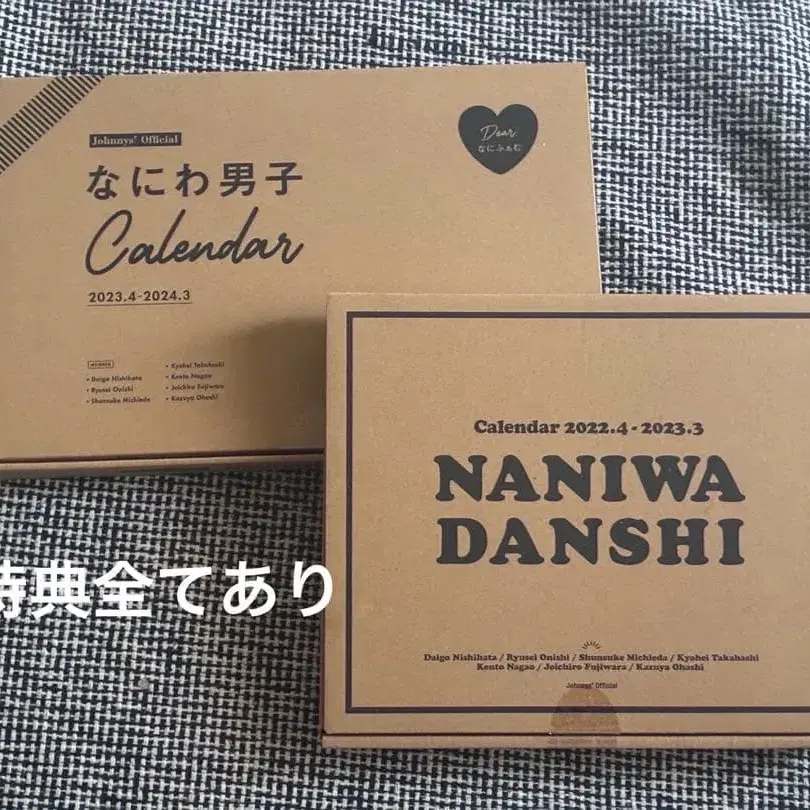 Johnnys' Official
なにわ男子
Calendar
2023.4-2024.3
Dear
なにふぁむ
MEMBER
• Daigo Nishihata
• Ryusei Onishi
• Shunsuke Michieda
• Kyohei Takahashi
• Kento Nagao
• Joichiro Fujiwara
• Kazuya Ohashi
Calendar 2022.4-2023.3
NANIWA
DANSHI
Daigo Nishihata / Ryusei Onishi / Shunsuke Michieda / Kyohei Takahashi
Kento Nagao / Joichiro Fujiwara / Kazuya Ohashi
Johnnys' Official
特典全てあり